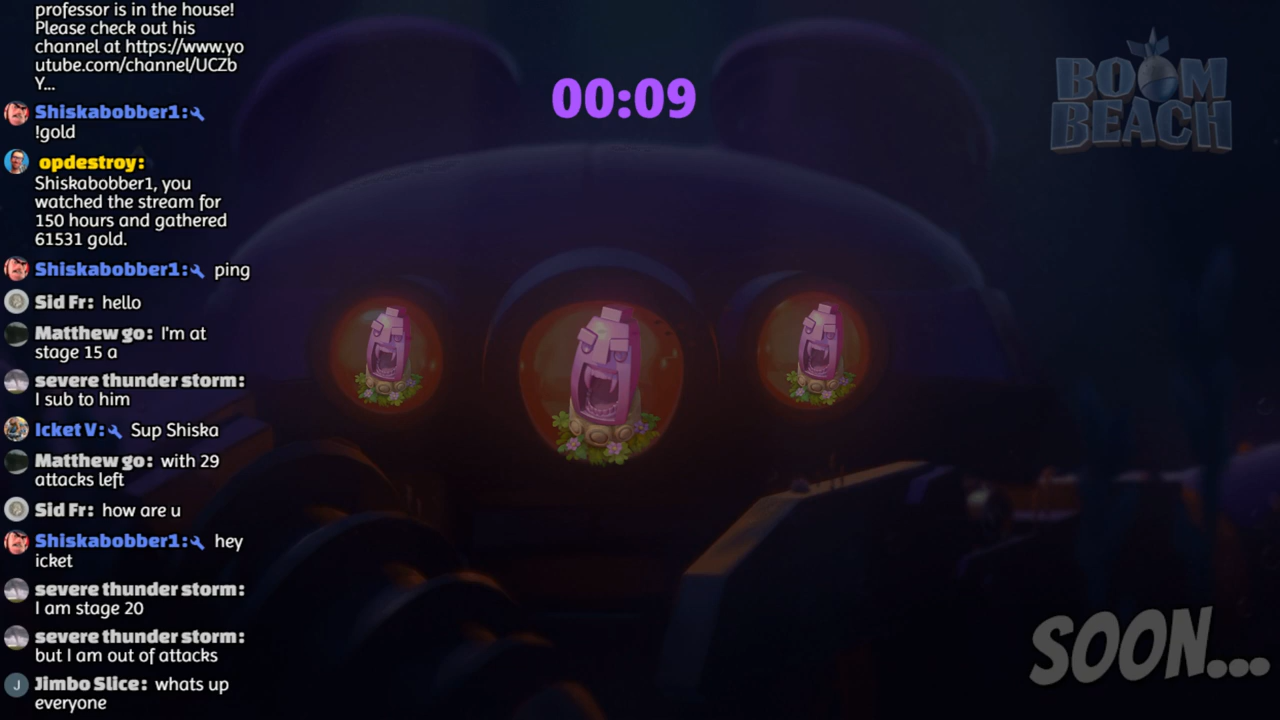 professor is in the house!
Please check out his
channel at https://www.yo
utube.com/channel/UCZb
Y...
Shiskabobber1:
!gold
opdestroy:
Shiskabobber1, you
watched the stream for
150 hours and gathered
61531 gold.
Shiskabobber1: ping
Sid Fr: hello
Matthew go: I'm at
stage 15 a
severe thunder storm:
I sub to him
Icket V: Sup Shiska
Matthew go: with 29
attacks left
Sid Fr: how are u
Shiskabobber1: hey
icket
severe thunder storm:
I am stage 20
severe thunder storm:
but I am out of attacks
J Jimbo Slice: whats up
everyone
00:09
BOOM
BEACH
SOON...